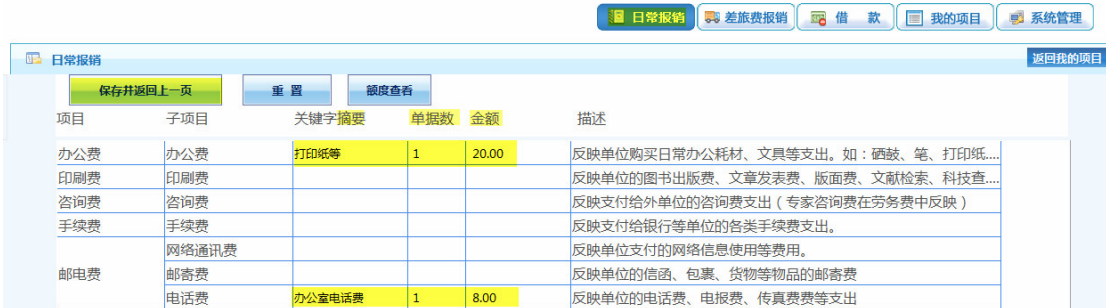 日常报销 差旅费报销 借 款 我的项目 系统管理
日常报销 返回我的项目
保存并返回上一页 重 置 额度查看
项目 子项目 关键字摘要 单据数 金额 描述
办公费 办公费 打印纸等 1 20.00 反映单位购买日常办公耗材、文具等支出。如：硒鼓、笔、打印纸....
印刷费 印刷费 反映单位的图书出版费、文章发表费、版面费、文献检索、科技查....
咨询费 咨询费 反映支付给外单位的咨询费支出（专家咨询费在劳务费中反映）
手续费 手续费 反映支付给银行等单位的各类手续费支出。
网络通讯费 反映单位支付的网络信息使用等费用。
邮电费 邮寄费 反映单位的信函、包裹、货物等物品的邮寄费
电话费 办公室电话费 1 8.00 反映单位的电话费、电报费、传真费费等支出